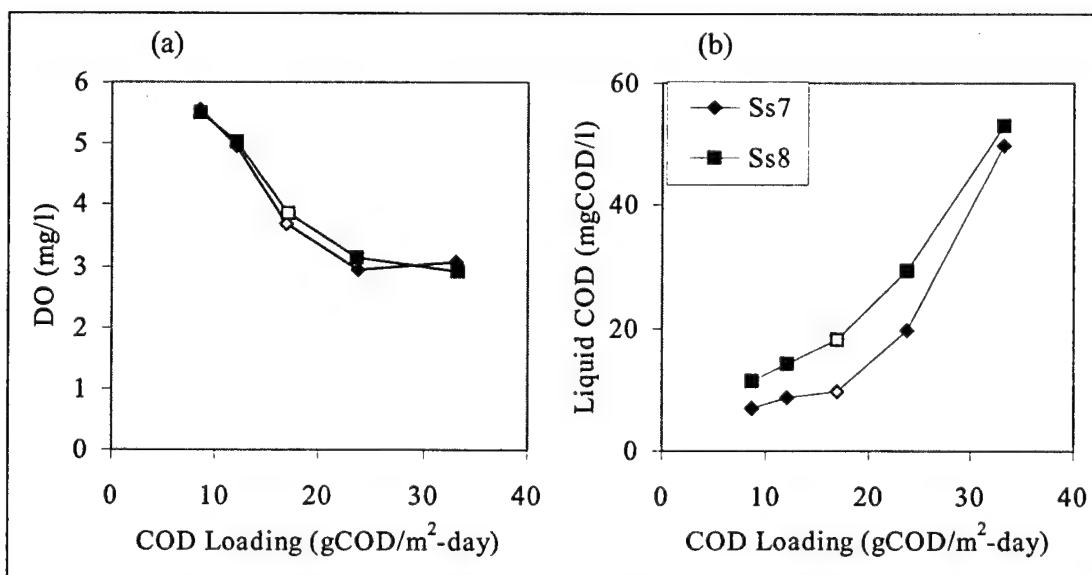 (a)
6
5
4
3
2
1
0
DO (mg/l)
0 10 20 30 40
COD Loading (gCOD/m²-day)
(b)
60
40
20
0
Liquid COD (mgCOD/l)
Ss7
Ss8
0 10 20 30 40
COD Loading (gCOD/m²-day)